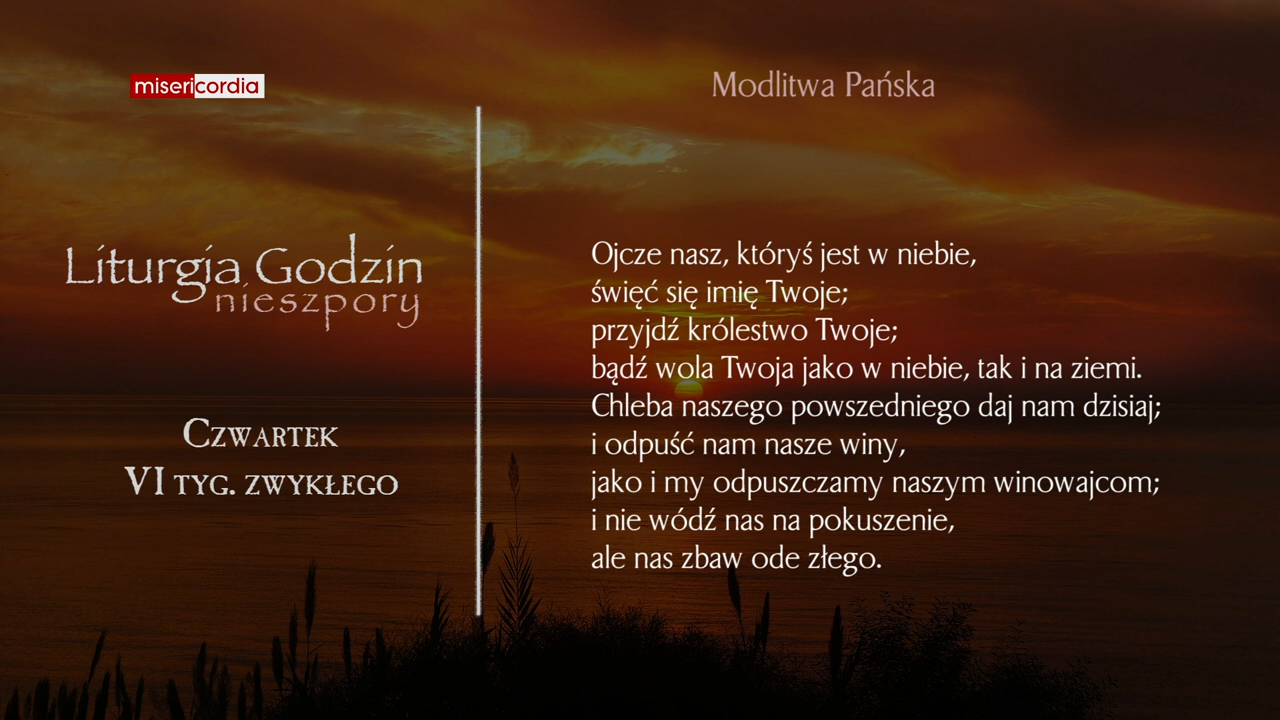 misericordia
Liturgia Godzin
nieszpory
Czwartek
VI tyg. zwykłego
Modlitwa Pańska
Ojcze nasz, któryś jest w niebie,
święć się imię Twoje;
przyjdź królestwo Twoje;
bądź wola Twoja jako w niebie, tak i na ziemi.
Chleba naszego powszedniego daj nam dzisiaj;
i odpuść nam nasze winy,
jako i my odpuszczamy naszym winowajcom;
i nie wódź nas na pokuszenie,
ale nas zbaw ode złego.